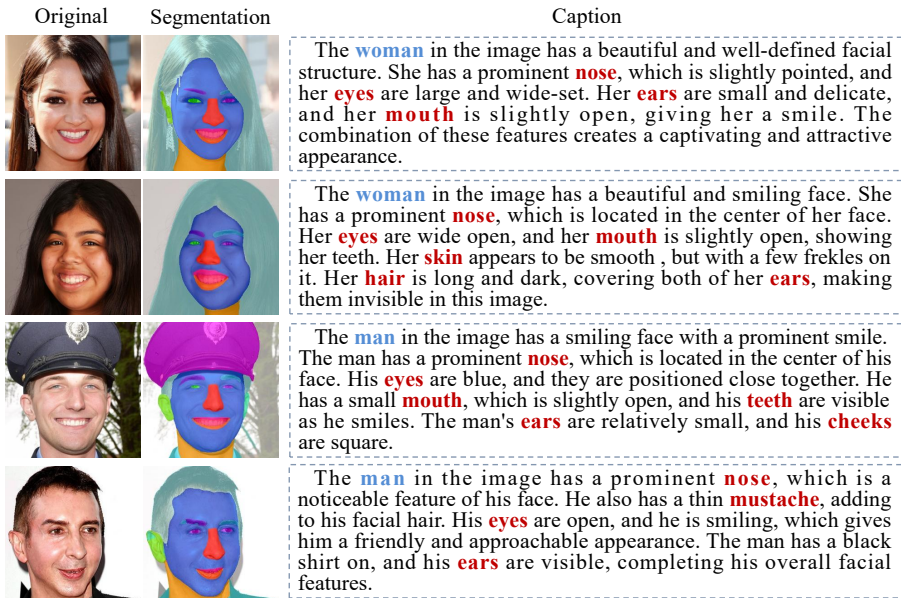 Original
Segmentation
Caption
The woman in the image has a beautiful and well-defined facial
structure. She has a prominent nose, which is slightly pointed, and
her eyes are large and wide-set. Her ears are small and delicate,
and her mouth is slightly open, giving her a smile. The
combination of these features creates a captivating and attractive
appearance.
The woman in the image has a beautiful and smiling face. She
has a prominent nose, which is located in the center of her face.
Her eyes are wide open, and her mouth is slightly open, showing
her teeth. Her skin appears to be smooth , but with a few frekles on
it. Her hair is long and dark, covering both of her ears, making
them invisible in this image.
The man in the image has a smiling face with a prominent smile.
The man has a prominent nose, which is located in the center of his
face. His eyes are blue, and they are positioned close together. He
has a small mouth, which is slightly open, and his teeth are visible
as he smiles. The man's ears are relatively small, and his cheeks
are square.
The man in the image has a prominent nose, which is a
noticeable feature of his face. He also has a thin mustache, adding
to his facial hair. His eyes are open, and he is smiling, which gives
him a friendly and approachable appearance. The man has a black
shirt on, and his ears are visible, completing his overall facial
features.